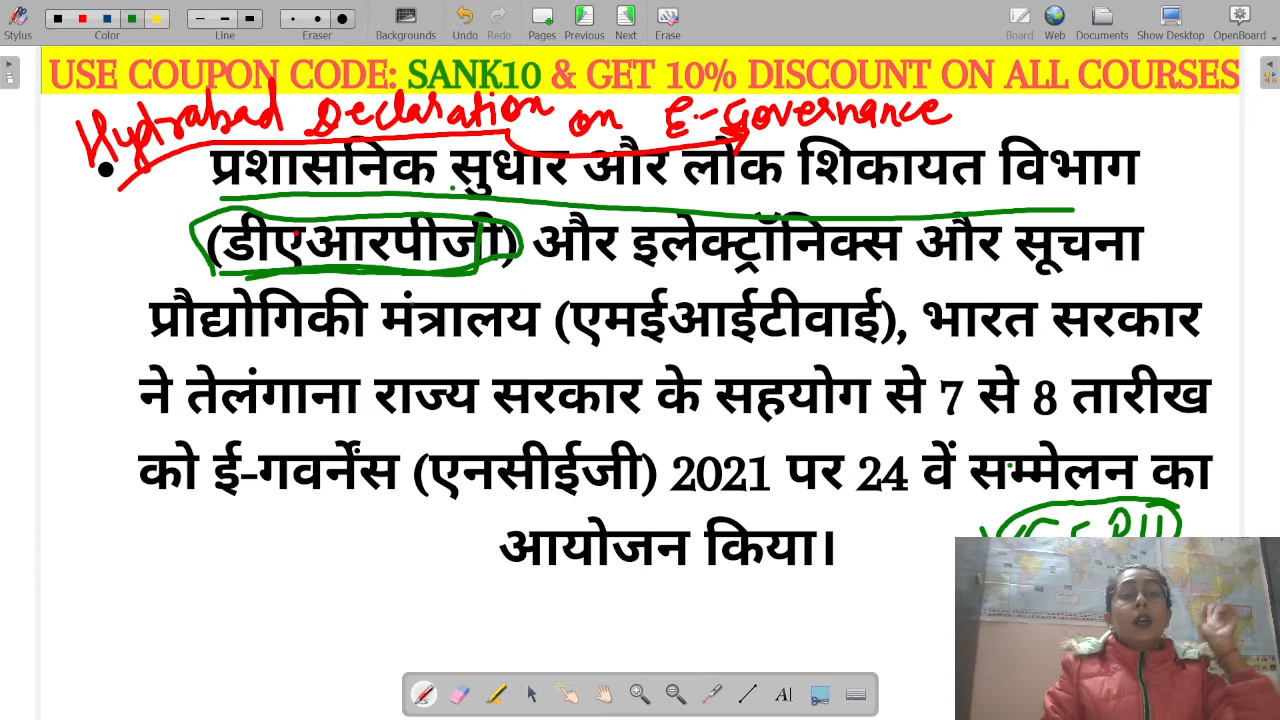 Stylus
Color
Line
Eraser
Backgrounds
Undo
Redo
Pages
Previous
Next
Erase
Board
Web
Documents
Show Desktop
OpenBoard
USE COUPON CODE: SANK10 & GET 10% DISCOUNT ON ALL COURSES
Hydrabad Declaration on E-Governance
• प्रशासनिक सुधार और लोक शिकायत विभाग
(डीएआरपीजी) और इलेक्ट्रॉनिक्स और सूचना
प्रौद्योगिकी मंत्रालय (एमईआईटीवाई), भारत सरकार
ने तेलंगाना राज्य सरकार के सहयोग से 7 से 8 तारीख
को ई-गवर्नेंस (एनसीईजी) 2021 पर 24 वें सम्मेलन का
आयोजन किया।